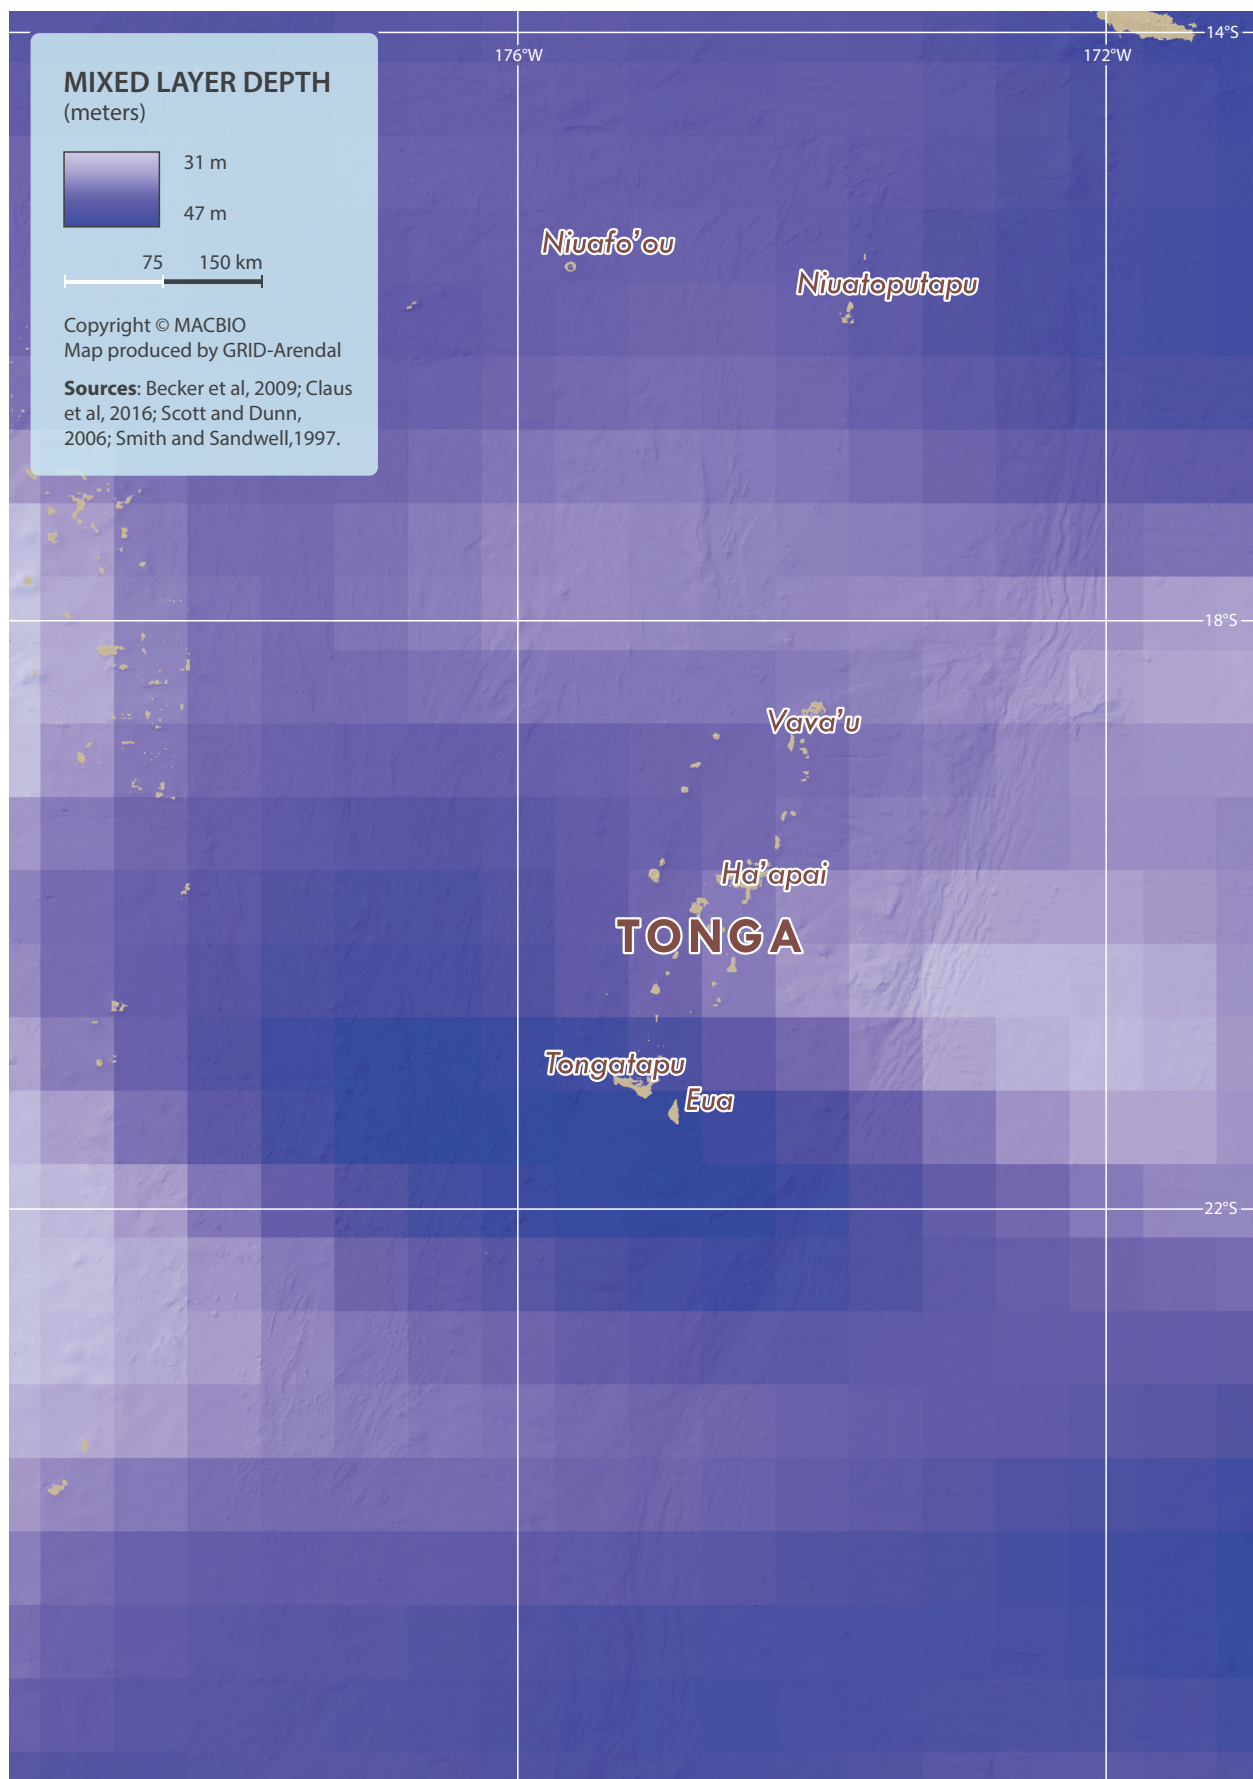 14°S
176°W
172°W
MIXED LAYER DEPTH
(meters)
31 m
47 m
75 150 km
Copyright © MACBIO
Map produced by GRID-Arendal
Sources: Becker et al, 2009; Claus
et al, 2016; Scott and Dunn,
2006; Smith and Sandwell,1997.
Niuafo’ou
Niuatoputapu
18°S
Vava’u
Ha’apai
TONGA
Tongatapu
Eua
22°S